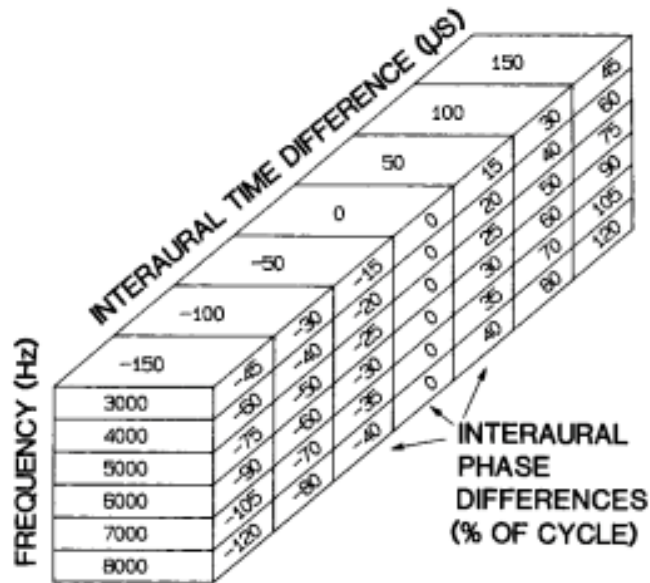 INTERAURAL TIME DIFFERENCE (µS)
150
100
50
0
-50
-100
-150
45 60 75 90 105 120
30 40 50 60 70 80
15 20 25 30 35 40
0 0 0 0 0 0
-15 -20 -25 -30 -35 -40
-30 -40 -50 -60 -70 -80
-45 -60 -75 -90 -105 -120
FREQUENCY (Hz)
3000
4000
5000
6000
7000
8000
INTERAURAL
PHASE
DIFFERENCES
(% OF CYCLE)